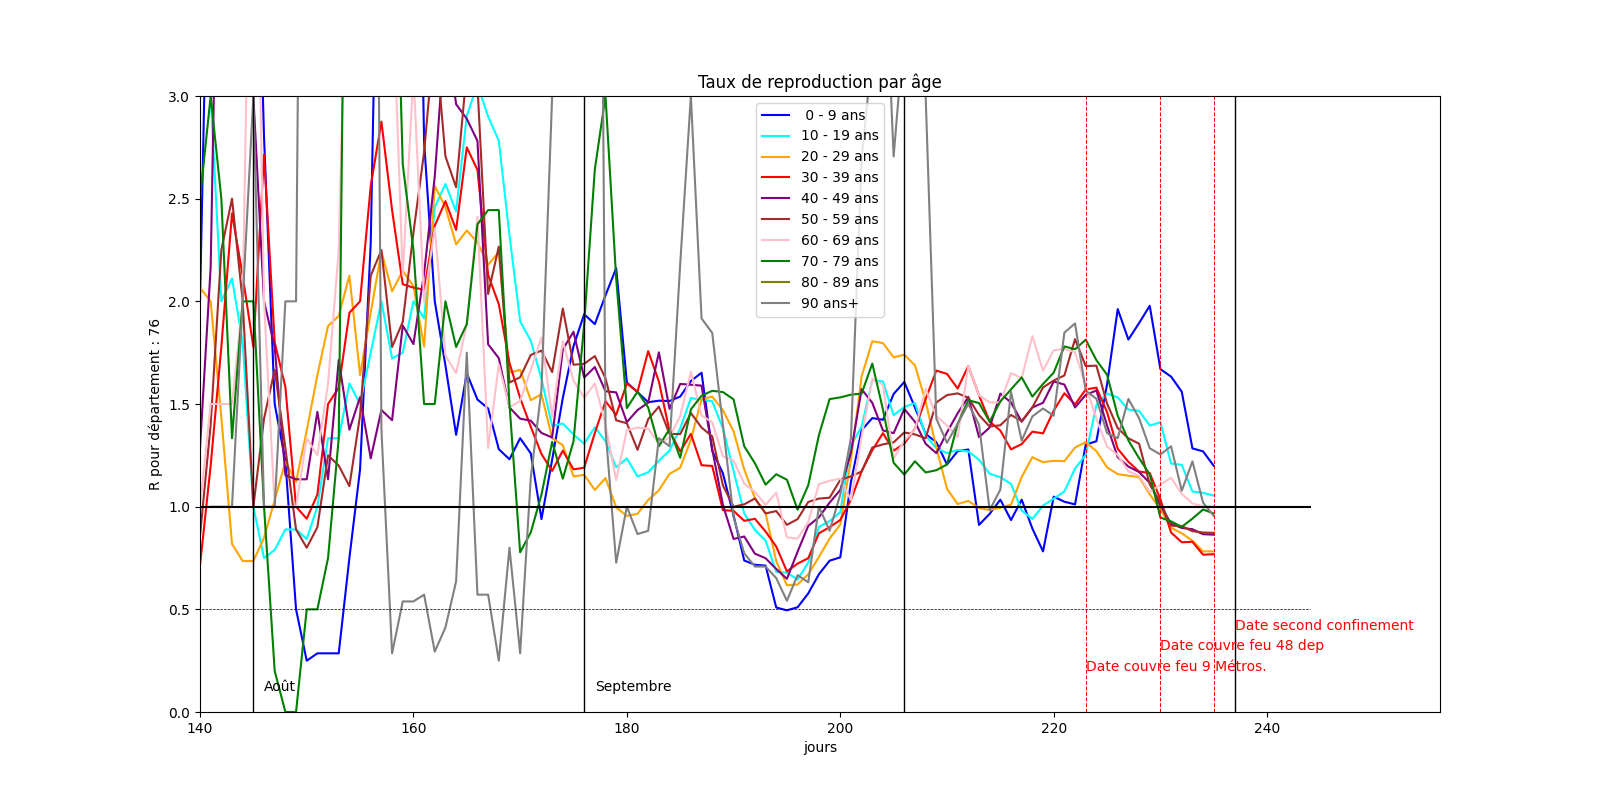 Taux de reproduction par âge
R pour département : 76
3.0
2.5
2.0
1.5
1.0
0.5
0.0
0 - 9 ans
10 - 19 ans
20 - 29 ans
30 - 39 ans
40 - 49 ans
50 - 59 ans
60 - 69 ans
70 - 79 ans
80 - 89 ans
90 ans+
Date second confinement
Date couvre feu 48 dep
Date couvre feu 9 Métros.
Août
Septembre
140
160
180
200
220
240
jours